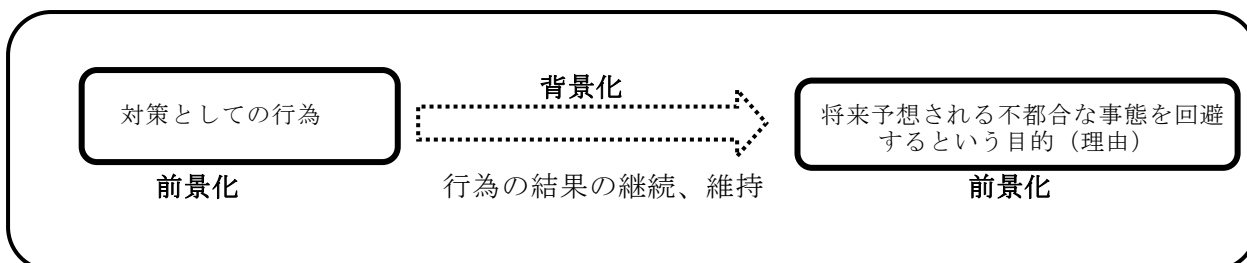 背景化
対策としての行為
将来予想される不都合な事態を回避
するという目的（理由）
前景化
行為の結果の継続、維持
前景化